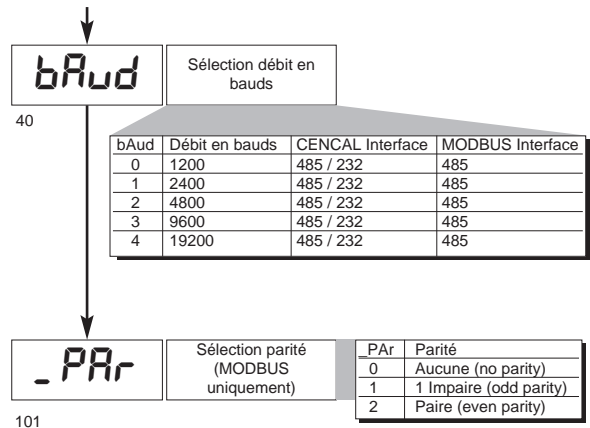 bAud
Sélection débit en
bauds
40
bAud Débit en bauds CENCAL Interface MODBUS Interface
0 1200 485 / 232 485
1 2400 485 / 232 485
2 4800 485 / 232 485
3 9600 485 / 232 485
4 19200 485 / 232 485
_PAr
Sélection parité
(MODBUS
uniquement)
_PAr Parité
0 Aucune (no parity)
1 1 Impaire (odd parity)
2 Paire (even parity)
101